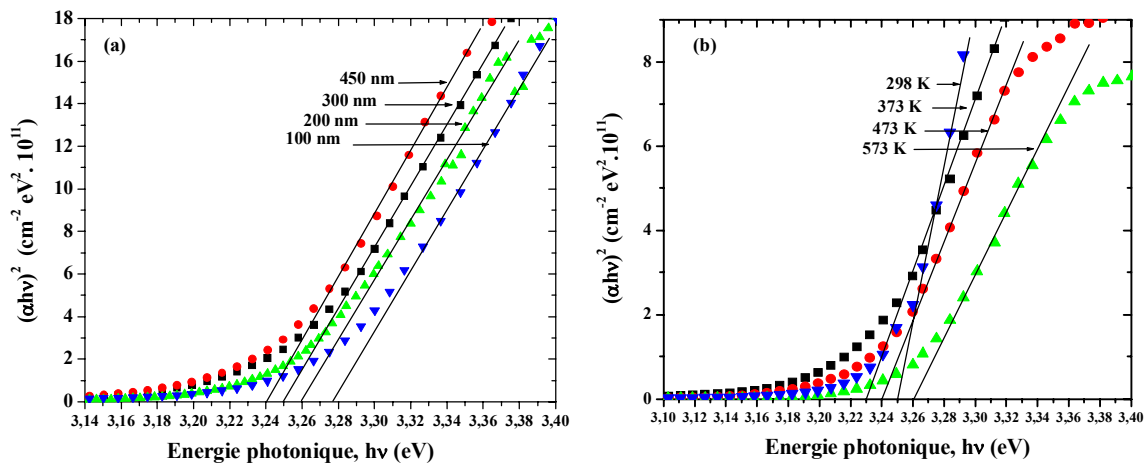 (a)
450 nm
300 nm
200 nm
100 nm
18
16
14
12
10
8
6
4
2
0
(αhν)² (cm⁻² eV².10¹¹)
3,14 3,16 3,18 3,20 3,22 3,24 3,26 3,28 3,30 3,32 3,34 3,36 3,38 3,40
Energie photonique, hν (eV)
(b)
298 K
373 K
473 K
573 K
8
6
4
2
0
(αhν)² (cm⁻² eV².10¹¹)
3,10 3,12 3,14 3,16 3,18 3,20 3,22 3,24 3,26 3,28 3,30 3,32 3,34 3,36 3,38 3,40
Energie photonique, hν (eV)